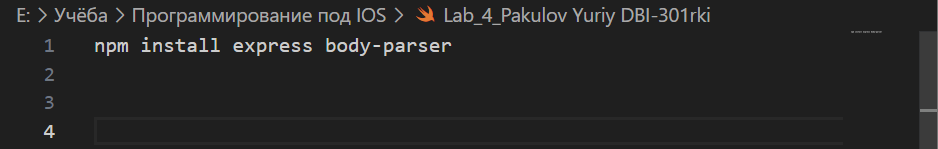 E: > Учёба > Программирование под IOS > Lab_4_Pakulov Yuriy DBI-301rki
1 npm install express body-parser
2
3
4